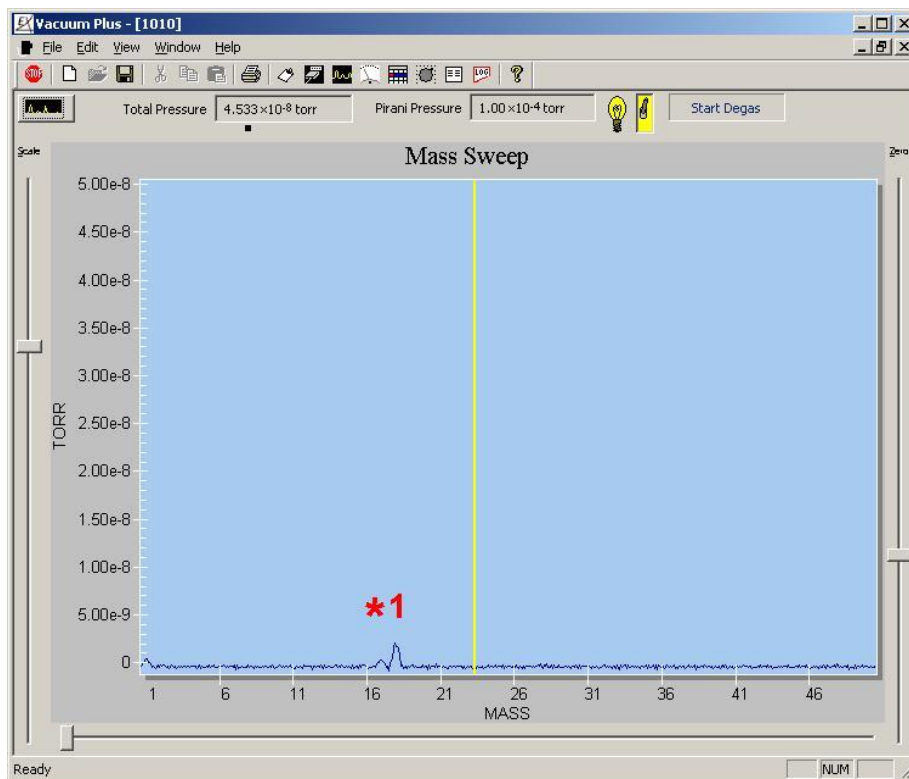 Vacuum Plus - [1010]
File Edit View Window Help
STOP LOG ?
Total Pressure 4.533×10-8 torr Pirani Pressure 1.00×10-4 torr Start Degas
Scale
Zero
Mass Sweep
5.00e-8
4.50e-8
4.00e-8
3.50e-8
3.00e-8
2.50e-8
2.00e-8
1.50e-8
1.00e-8
5.00e-9
0
TORR
*1
1 6 11 16 21 26 31 36 41 46
MASS
Ready NUM